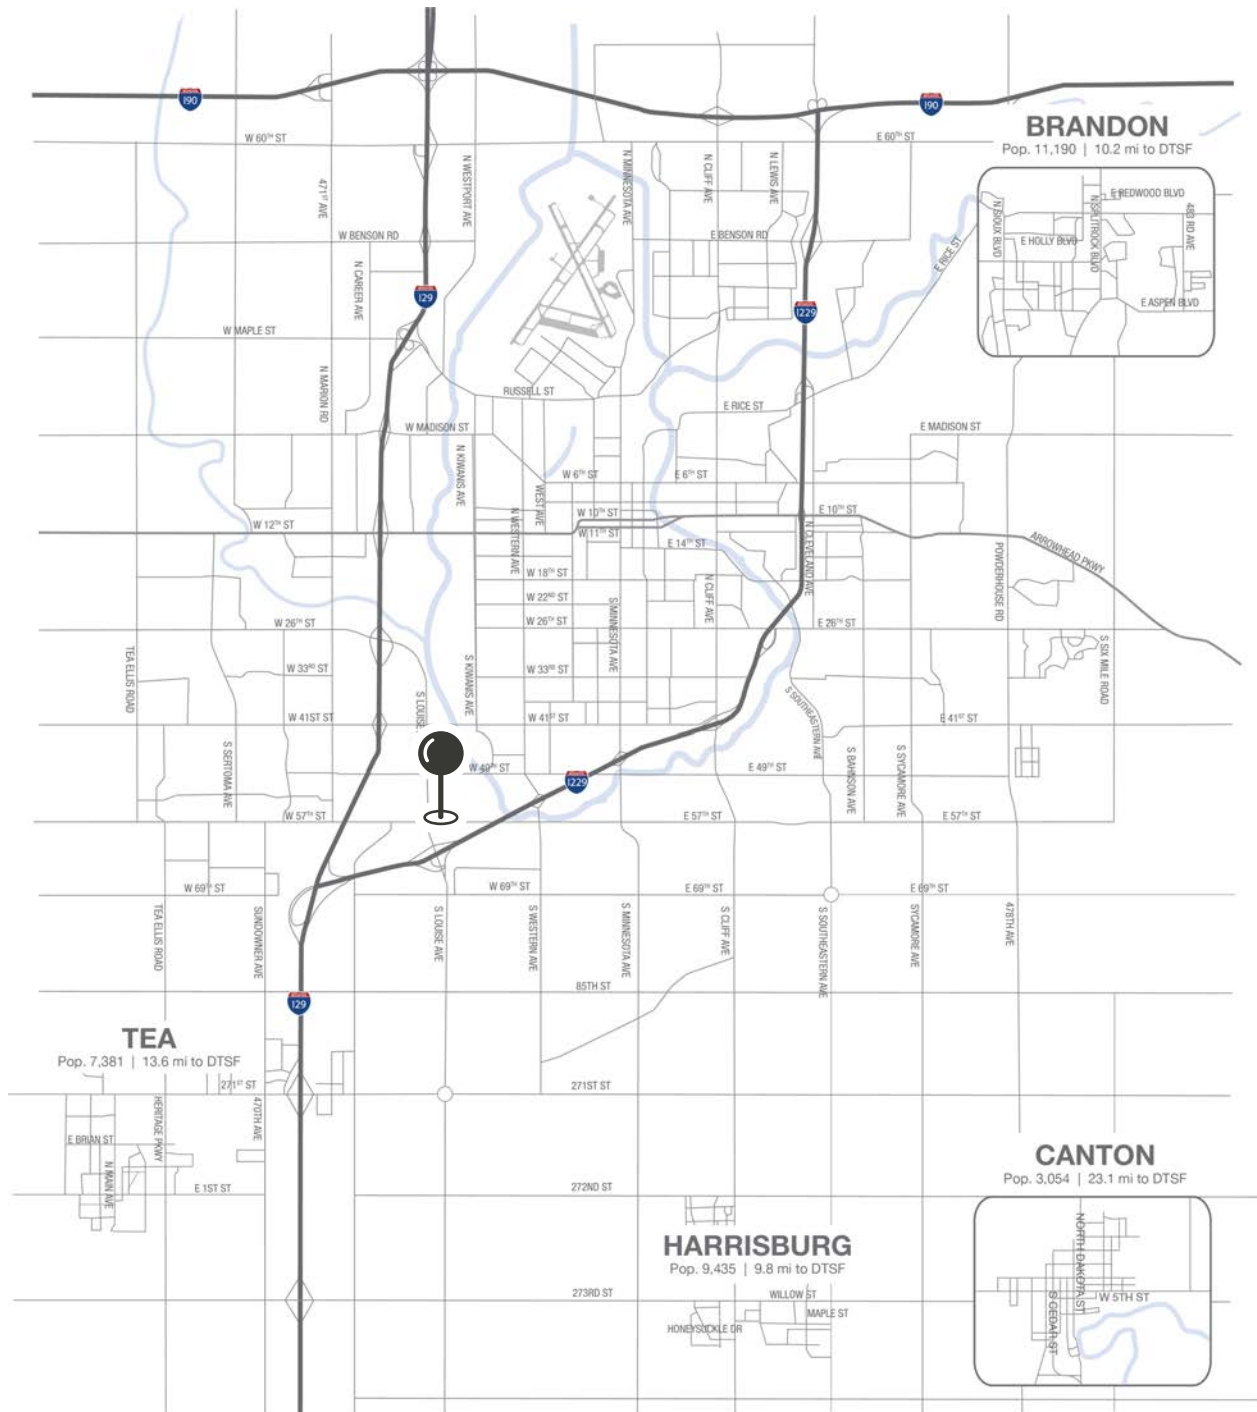 I90
I90
W 60TH ST
E 60TH ST
BRANDON
Pop. 11,190 | 10.2 mi to DTSF
N WESTPORT AVE
N MINNESOTA AVE
N CLIFF AVE
N LEWIS AVE
471ST AVE
E REDWOOD BLVD
N SIOUX BLVD
N SPLITROCK BLVD
483 RD AVE
W BENSON RD
E BENSON RD
E HOLLY BLVD
E RICE ST
N CAREER AVE
I29
I229
E ASPEN BLVD
W MAPLE ST
N MARION RD
RUSSELL ST
E RICE ST
W MADISON ST
E MADISON ST
N KIWANIS AVE
W 6TH ST
E 6TH ST
WEST AVE
N WESTERN AVE
W 10TH ST
E 10TH ST
W 12TH ST
W 11TH ST
N CLEVELAND AVE
E 14TH ST
ARROWHEAD PKWY
POWDERHOUSE RD
W 18TH ST
N CLIFF AVE
W 22ND ST
S MINNESOTA AVE
W 26TH ST
W 26TH ST
E 26TH ST
TEA ELLIS ROAD
S KIWANIS AVE
S SIX MILE ROAD
W 33RD ST
W 33RD ST
S LOUISE
S SOUTHEASTERN AVE
W 41ST ST
W 41ST ST
E 41ST ST
S SERTOMA AVE
S BAHNSON AVE
S SYCAMORE AVE
W 49TH ST
E 49TH ST
I229
W 57TH ST
E 57TH ST
E 57TH ST
W 69TH ST
W 69TH ST
E 69TH ST
E 69TH ST
TEA ELLIS ROAD
SUNDOWNER AVE
S LOUISE AVE
S WESTERN AVE
S MINNESOTA AVE
S CLIFF AVE
S SOUTHEASTERN AVE
SYCAMORE AVE
478TH AVE
85TH ST
I29
TEA
Pop. 7,381 | 13.6 mi to DTSF
271ST ST
271ST ST
HERITAGE PKWY
470TH AVE
E BRIAN ST
N MAIN AVE
E 1ST ST
272ND ST
CANTON
Pop. 3,054 | 23.1 mi to DTSF
NORTH DAKOTA ST
S CEDAR ST
W 5TH ST
HARRISBURG
Pop. 9,435 | 9.8 mi to DTSF
273RD ST
WILLOW ST
MAPLE ST
HONEYSUCKLE DR